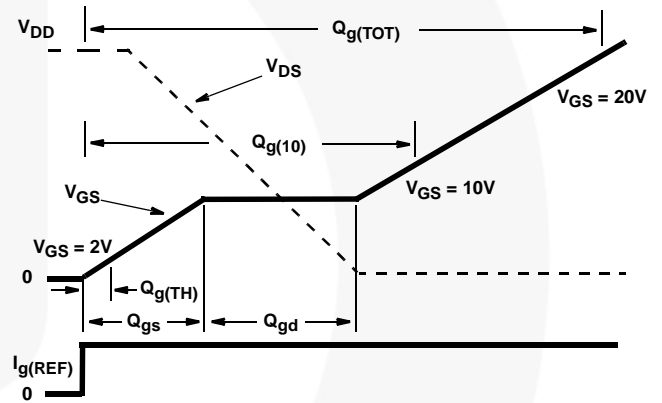 V_DD
Q_g(TOT)
V_DS
V_GS = 20V
Q_g(10)
V_GS = 10V
V_GS
V_GS = 2V
0
Q_g(TH)
Q_gs
Q_gd
I_g(REF)
0